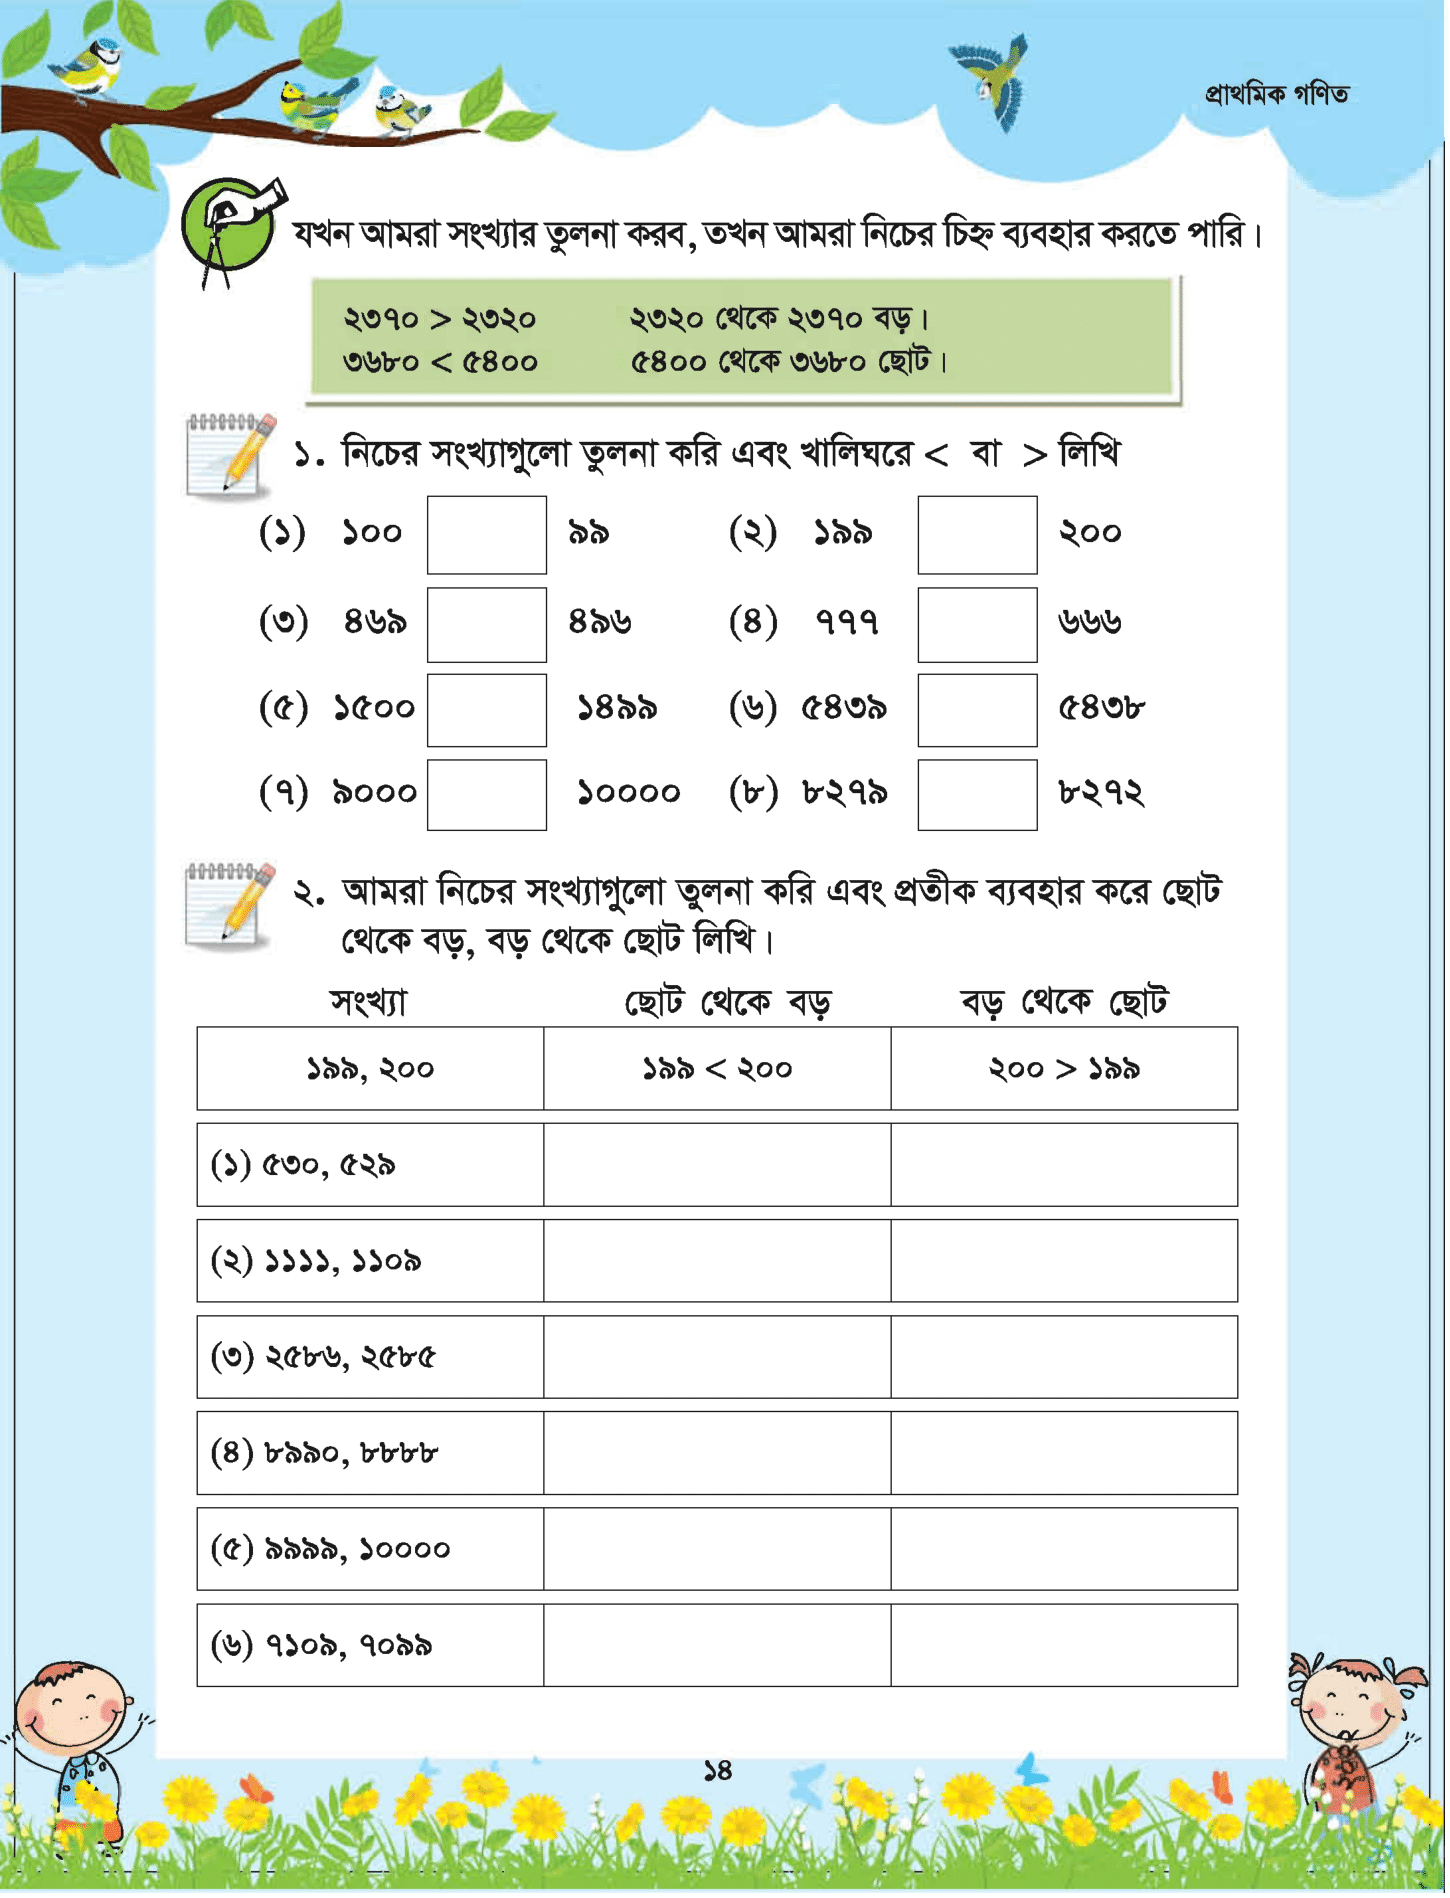 প্রাথমিক গণিত
যখন আমরা সংখ্যার তুলনা করব, তখন আমরা নিচের চিহ্ন ব্যবহার করতে পারি।
২৩৭০ > ২৩২০ ২৩২০ থেকে ২৩৭০ বড়।
৩৬৮০ < ৫৪০০ ৫৪০০ থেকে ৩৬৮০ ছোট।
১. নিচের সংখ্যাগুলো তুলনা করি এবং খালিঘরে < বা > লিখি
(১) ১০০ ৯৯ (২) ১৯৯ ২০০
(৩) ৪৬৯ ৪৯৬ (৪) ৭৭৭ ৬৬৬
(৫) ১৫০০ ১৪৯৯ (৬) ৫৪৩৯ ৫৪৩৮
(৭) ৯০০০ ১০০০০ (৮) ৮২৭৯ ৮২৭২
২. আমরা নিচের সংখ্যাগুলো তুলনা করি এবং প্রতীক ব্যবহার করে ছোট
থেকে বড়, বড় থেকে ছোট লিখি।
সংখ্যা ছোট থেকে বড় বড় থেকে ছোট
১৯৯, ২০০ ১৯৯ < ২০০ ২০০ > ১৯৯
(১) ৫৩০, ৫২৯
(২) ১১১১, ১১০৯
(৩) ২৫৮৬, ২৫৮৫
(৪) ৮৯৯০, ৮৮৮৮
(৫) ৯৯৯৯, ১০০০০
(৬) ৭১০৯, ৭০৯৯
১৪